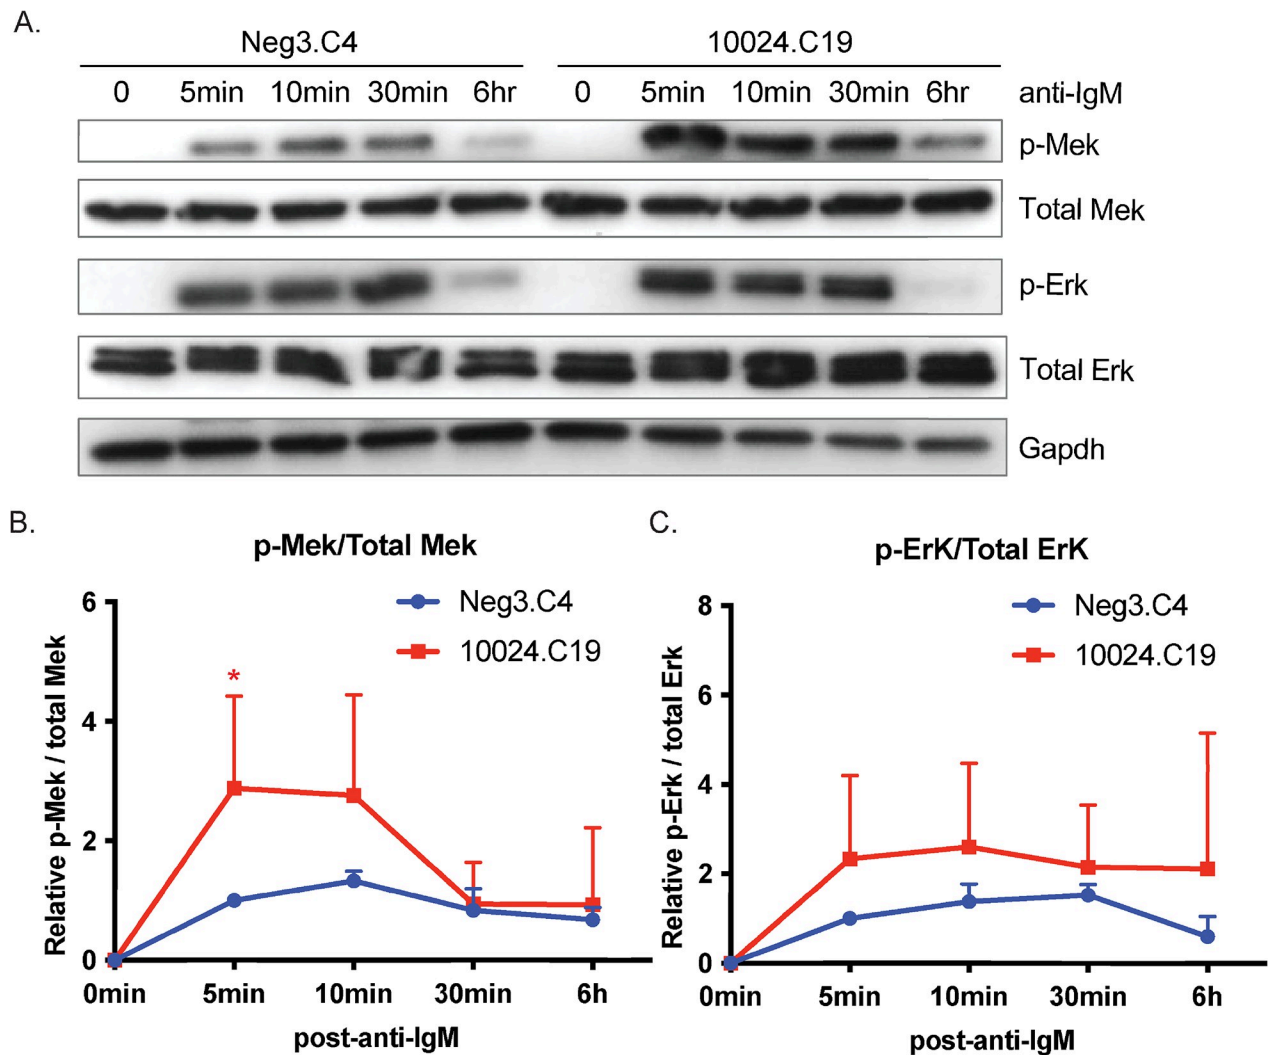 A.
Neg3.C4 10024.C19
0 5min 10min 30min 6hr 0 5min 10min 30min 6hr anti-IgM
p-Mek
Total Mek
p-Erk
Total Erk
Gapdh
B.
p-Mek/Total Mek
Neg3.C4
10024.C19
Relative p-Mek / total Mek
6
4
2
0
*
0min 5min 10min 30min 6h
post-anti-IgM
C.
p-ErK/Total ErK
Neg3.C4
10024.C19
Relative p-Erk / total Erk
8
6
4
2
0
0min 5min 10min 30min 6h
post-anti-IgM